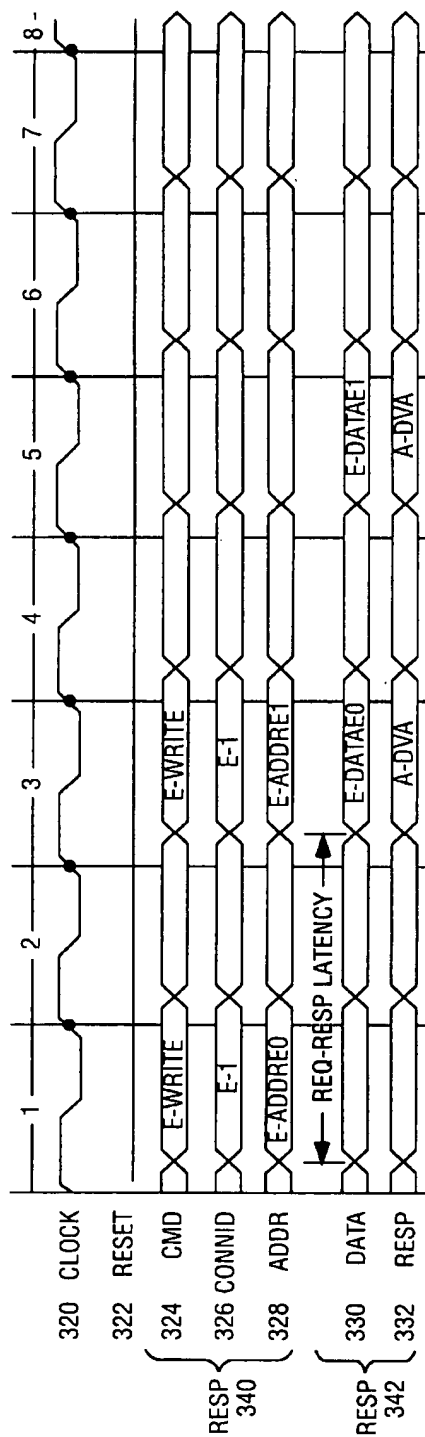 1 2 3 4 5 6 7 8
320 CLOCK
322 RESET
324 CMD E-WRITE E-WRITE
326 CONNID E-1 E-1
328 ADDR E-ADDRE0 E-ADDRE1
RESP
340
REQ-RESP LATENCY
330 DATA E-DATAE0 E-DATAE1
332 RESP A-DVA A-DVA
RESP
342